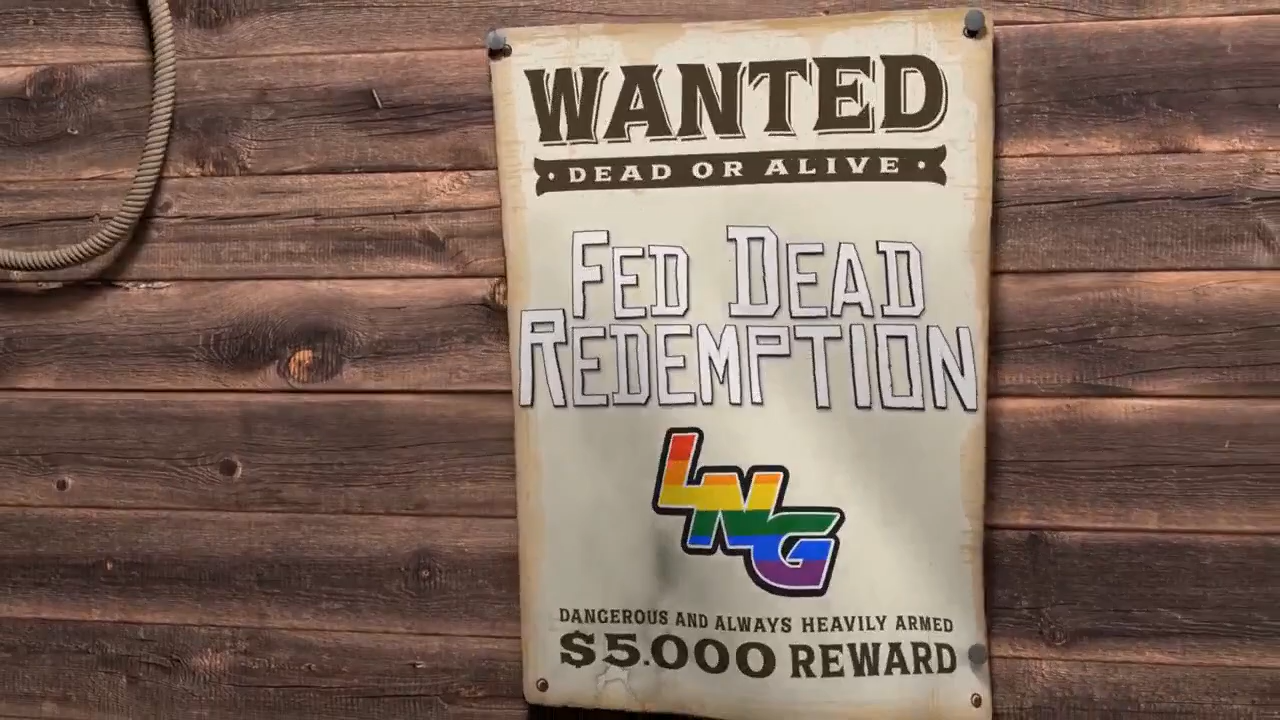 WANTED
• DEAD OR ALIVE •
FED DEAD
REDEMPTION
LNG
DANGEROUS AND ALWAYS HEAVILY ARMED
$5.000 REWARD